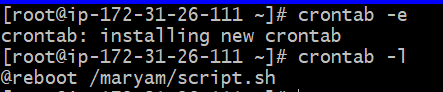 [root@ip-172-31-26-111 ~]# crontab -e
crontab: installing new crontab
[root@ip-172-31-26-111 ~]# crontab -l
@reboot /maryam/script.sh